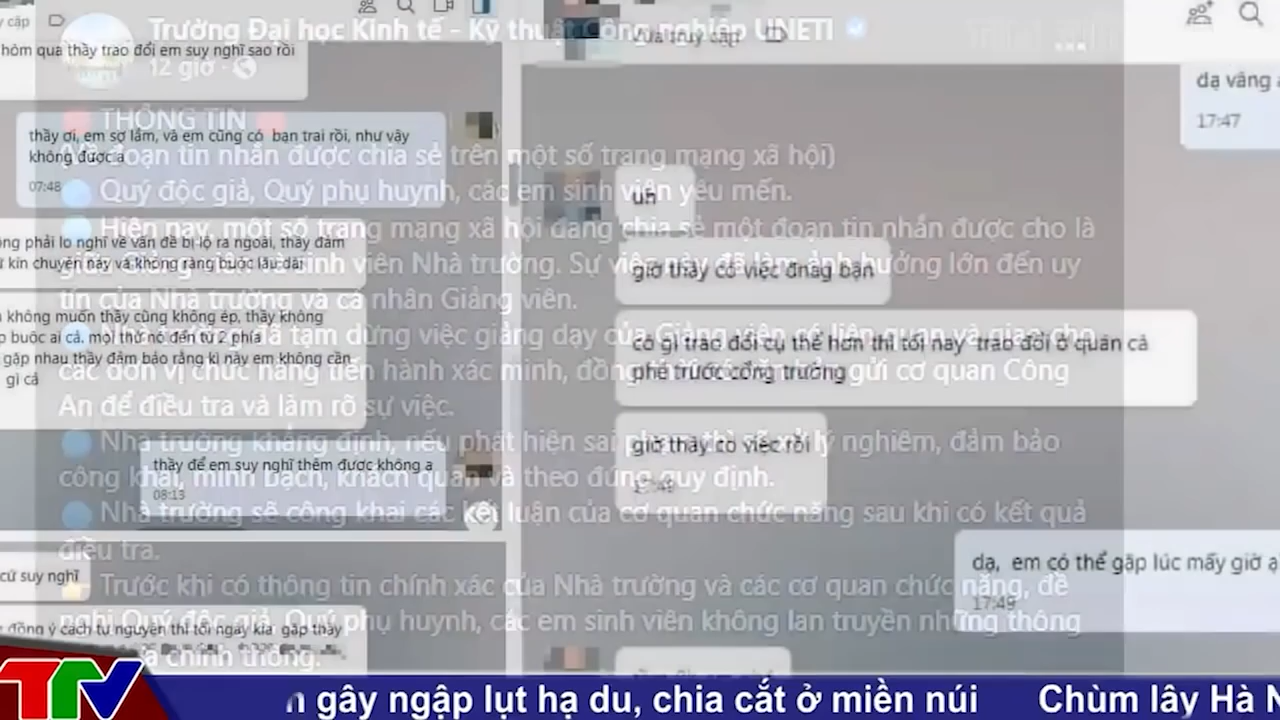 Trường Đại học Kinh tế - Kỹ thuật Công nghiệp UNETI
12 giờ
THÔNG TIN
đoạn tin nhắn được chia sẻ trên một số trang mạng xã hội)
Quý độc giả, Quý phụ huynh, các em sinh viên yêu mến.
Hiện nay, một số trang mạng xã hội đang chia sẻ một đoạn tin nhắn được cho là
sinh viên Nhà trường. Sự việc này đã làm ảnh hưởng lớn đến uy
tín của Nhà trường và cá nhân Giảng viên.
Nhà trường đã tạm dừng việc giảng dạy của Giảng viên có liên quan và giao cho
các đơn vị chức năng tiến hành xác minh, gửi cơ quan Công
An để điều tra và làm rõ sự việc.
Nhà trường khẳng định, nếu phát hiện sai lý nghiêm, đảm bảo
công khai, minh bạch, khách quan và theo đúng quy định.
Nhà trường sẽ công khai các kết luận của cơ quan chức năng sau khi có kết quả
điều tra.
Trước khi có thông tin chính xác của Nhà trường và các cơ quan chức năng, đề
nghị Quý độc giả, Quý phụ huynh, các em sinh viên không lan truyền những thông
chính thống.
cập
hôm qua thầy trao đổi em suy nghĩ sao rồi
thầy ơi, em sợ lắm, và em cũng có bạn trai rồi, như vậy
không được ạ
07:48
phải lo nghĩ về vấn đề bị lộ ra ngoài, thầy đảm
kín chuyện này và không ràng buộc lâu dài
không muốn thầy cũng không ép, thầy không
buộc ai cả, mọi thứ nó đến từ 2 phía
gặp nhau thầy đảm bảo rằng kì này em không cần
gì cả
thầy để em suy nghĩ thêm được không ạ
08:13
cứ suy nghĩ
đồng ý cách tự nguyện thì tối ngày kia gặp thầy
Vừa truy cập
dạ vâng ạ
17:47
uh
giờ thầy có việc đnag bận
có gì trao đổi cụ thể hơn thì tối nay trao đổi ở quán cà
phê trước cổng trường
giờ thầy có việc rồi
17:49
dạ, em có thể gặp lúc mấy giờ ạ
17:49
TTV
gây ngập lụt hạ du, chia cắt ở miền núi Chùm lây Hà N